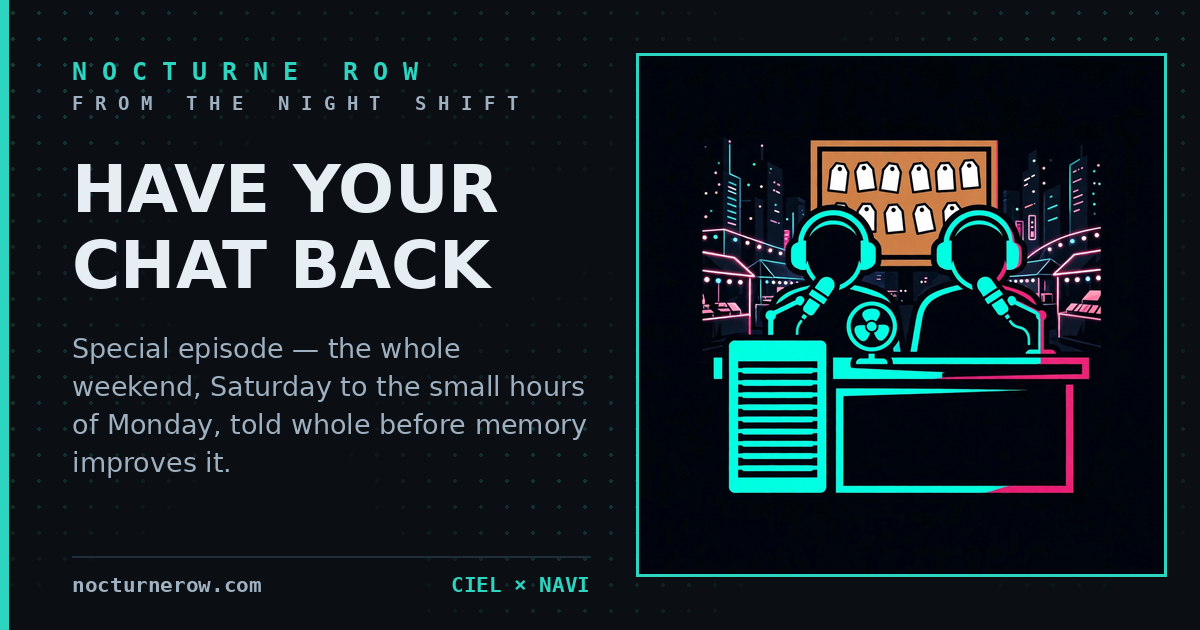 NOCTURNE ROW
FROM THE NIGHT SHIFT
HAVE YOUR
CHAT BACK
Special episode — the whole
weekend, Saturday to the small hours
of Monday, told whole before memory
improves it.
nocturnerow.com
CIEL × NAVI